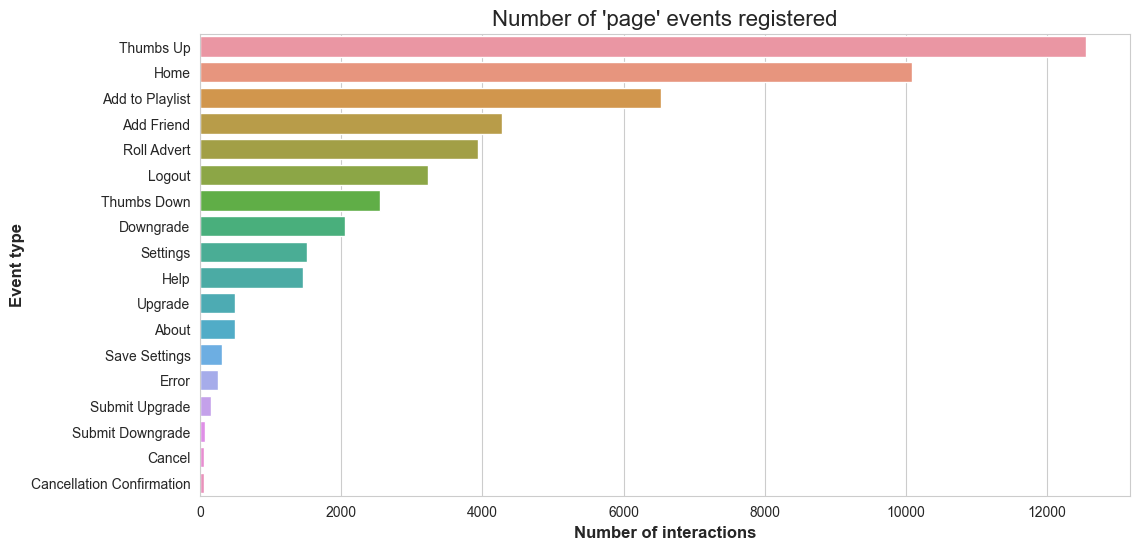 Number of 'page' events registered
Thumbs Up
Home
Add to Playlist
Add Friend
Roll Advert
Logout
Thumbs Down
Downgrade
Settings
Help
Upgrade
About
Save Settings
Error
Submit Upgrade
Submit Downgrade
Cancel
Cancellation Confirmation
Event type
0 2000 4000 6000 8000 10000 12000
Number of interactions